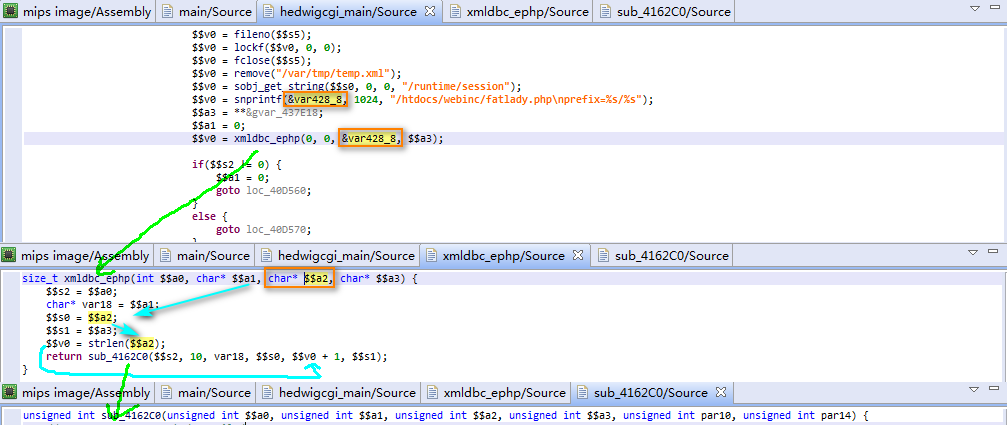 mips image/Assembly main/Source hedwigcgi_main/Source xmldbc_ephp/Source sub_4162C0/Source
$$v0 = fileno($$s5);
$$v0 = lockf($$v0, 0, 0);
$$v0 = fclose($$s5);
$$v0 = remove("/var/tmp/temp.xml");
$$v0 = sobj_get_string($$s0, 0, 0, "/runtime/session");
$$v0 = snprintf(&var428_8, 1024, "/htdocs/webinc/fatlady.php\nprefix=%s/%s");
$$a3 = **&gvar_437E18;
$$a1 = 0;
$$v0 = xmldbc_ephp(0, 0, &var428_8, $$a3);
if($$s2 != 0) {
$$a1 = 0;
goto loc_40D560;
}
else {
goto loc_40D570;
}
mips image/Assembly main/Source hedwigcgi_main/Source xmldbc_ephp/Source sub_4162C0/Source
size_t xmldbc_ephp(int $$a0, char* $$a1, char* $$a2, char* $$a3) {
$$s2 = $$a0;
char* var18 = $$a1;
$$s0 = $$a2;
$$s1 = $$a3;
$$v0 = strlen($$a2);
return sub_4162C0($$s2, 10, var18, $$s0, $$v0 + 1, $$s1);
}
mips image/Assembly main/Source hedwigcgi_main/Source xmldbc_ephp/Source sub_4162C0/Source
unsigned int sub_4162C0(unsigned int $$a0, unsigned int $$a1, unsigned int $$a2, unsigned int $$a3, unsigned int par10, unsigned int par14) {